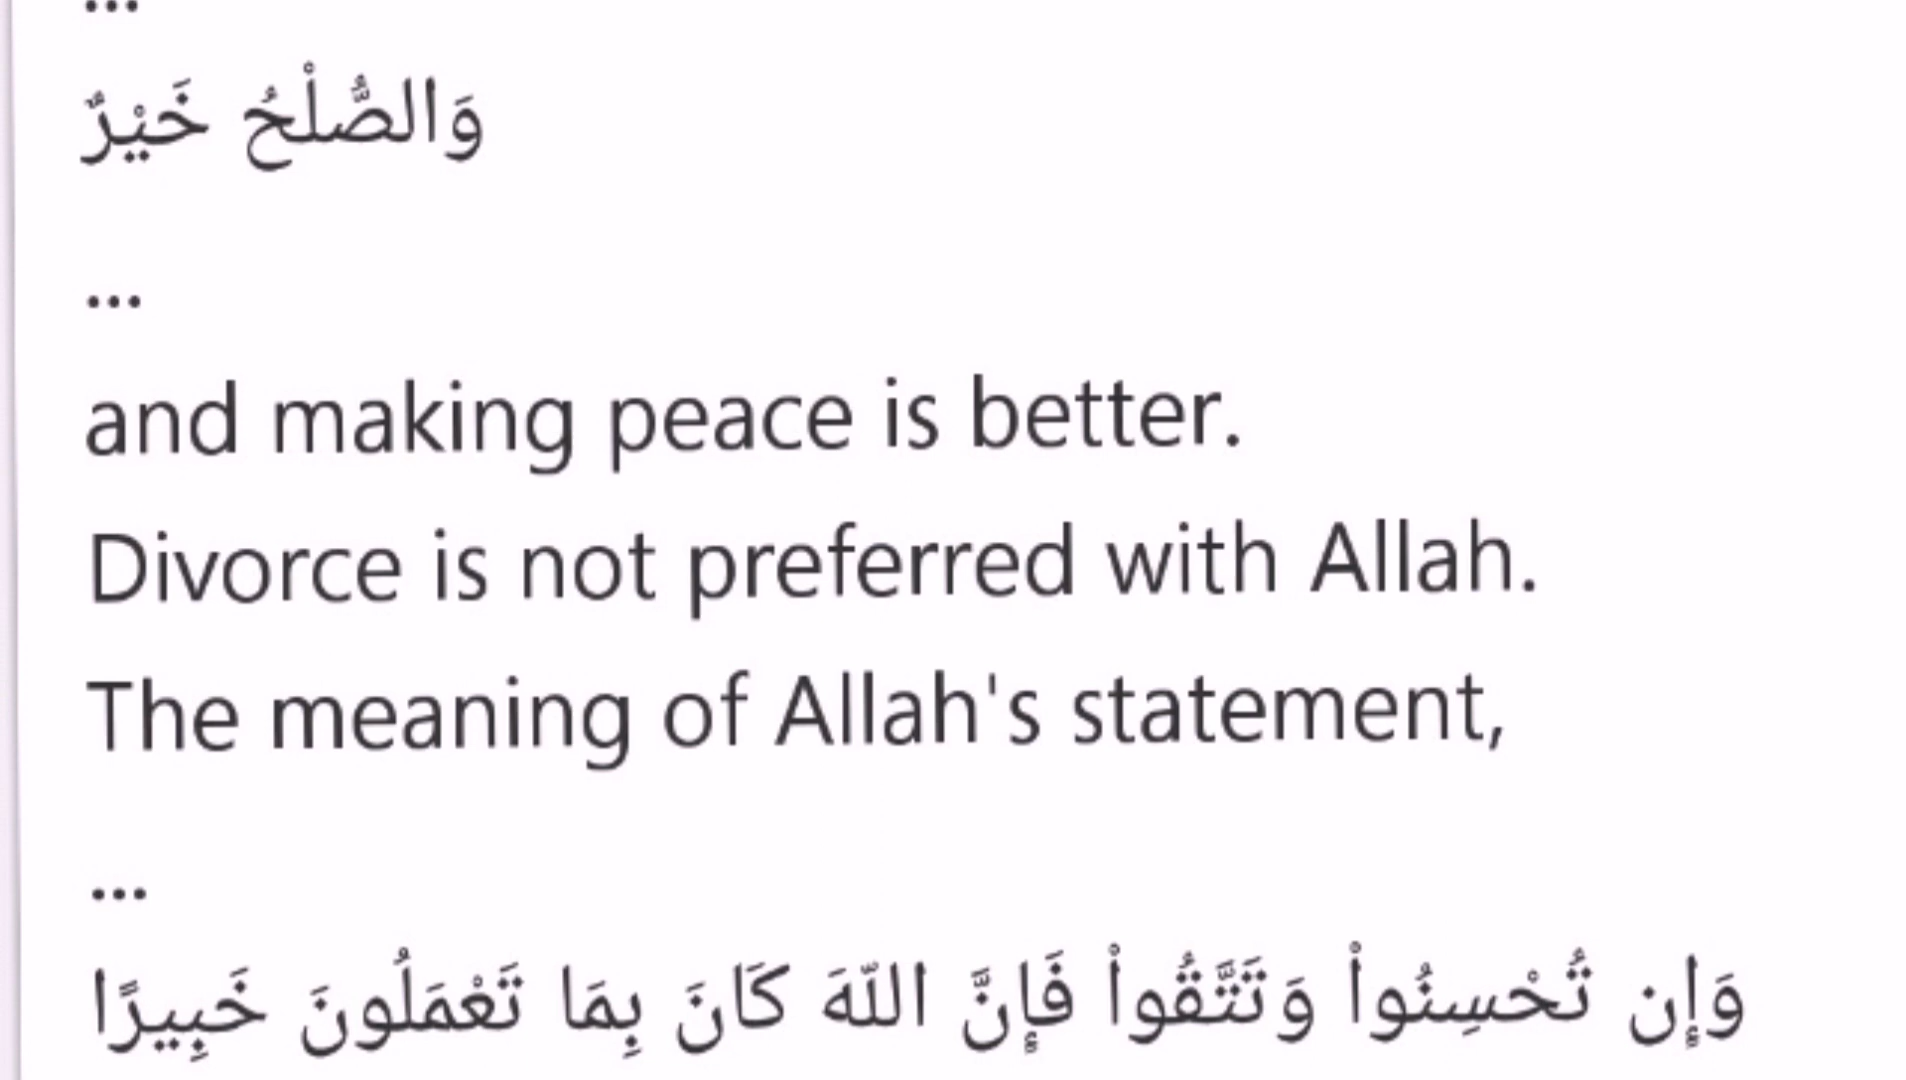 ...
وَالصُّلْحُ خَيْرٌ
...
and making peace is better.
Divorce is not preferred with Allah.
The meaning of Allah's statement,
...
وَإِن تُحْسِنُواْ وَتَتَّقُواْ فَإِنَّ اللّهَ كَانَ بِمَا تَعْمَلُونَ خَبِيرًا